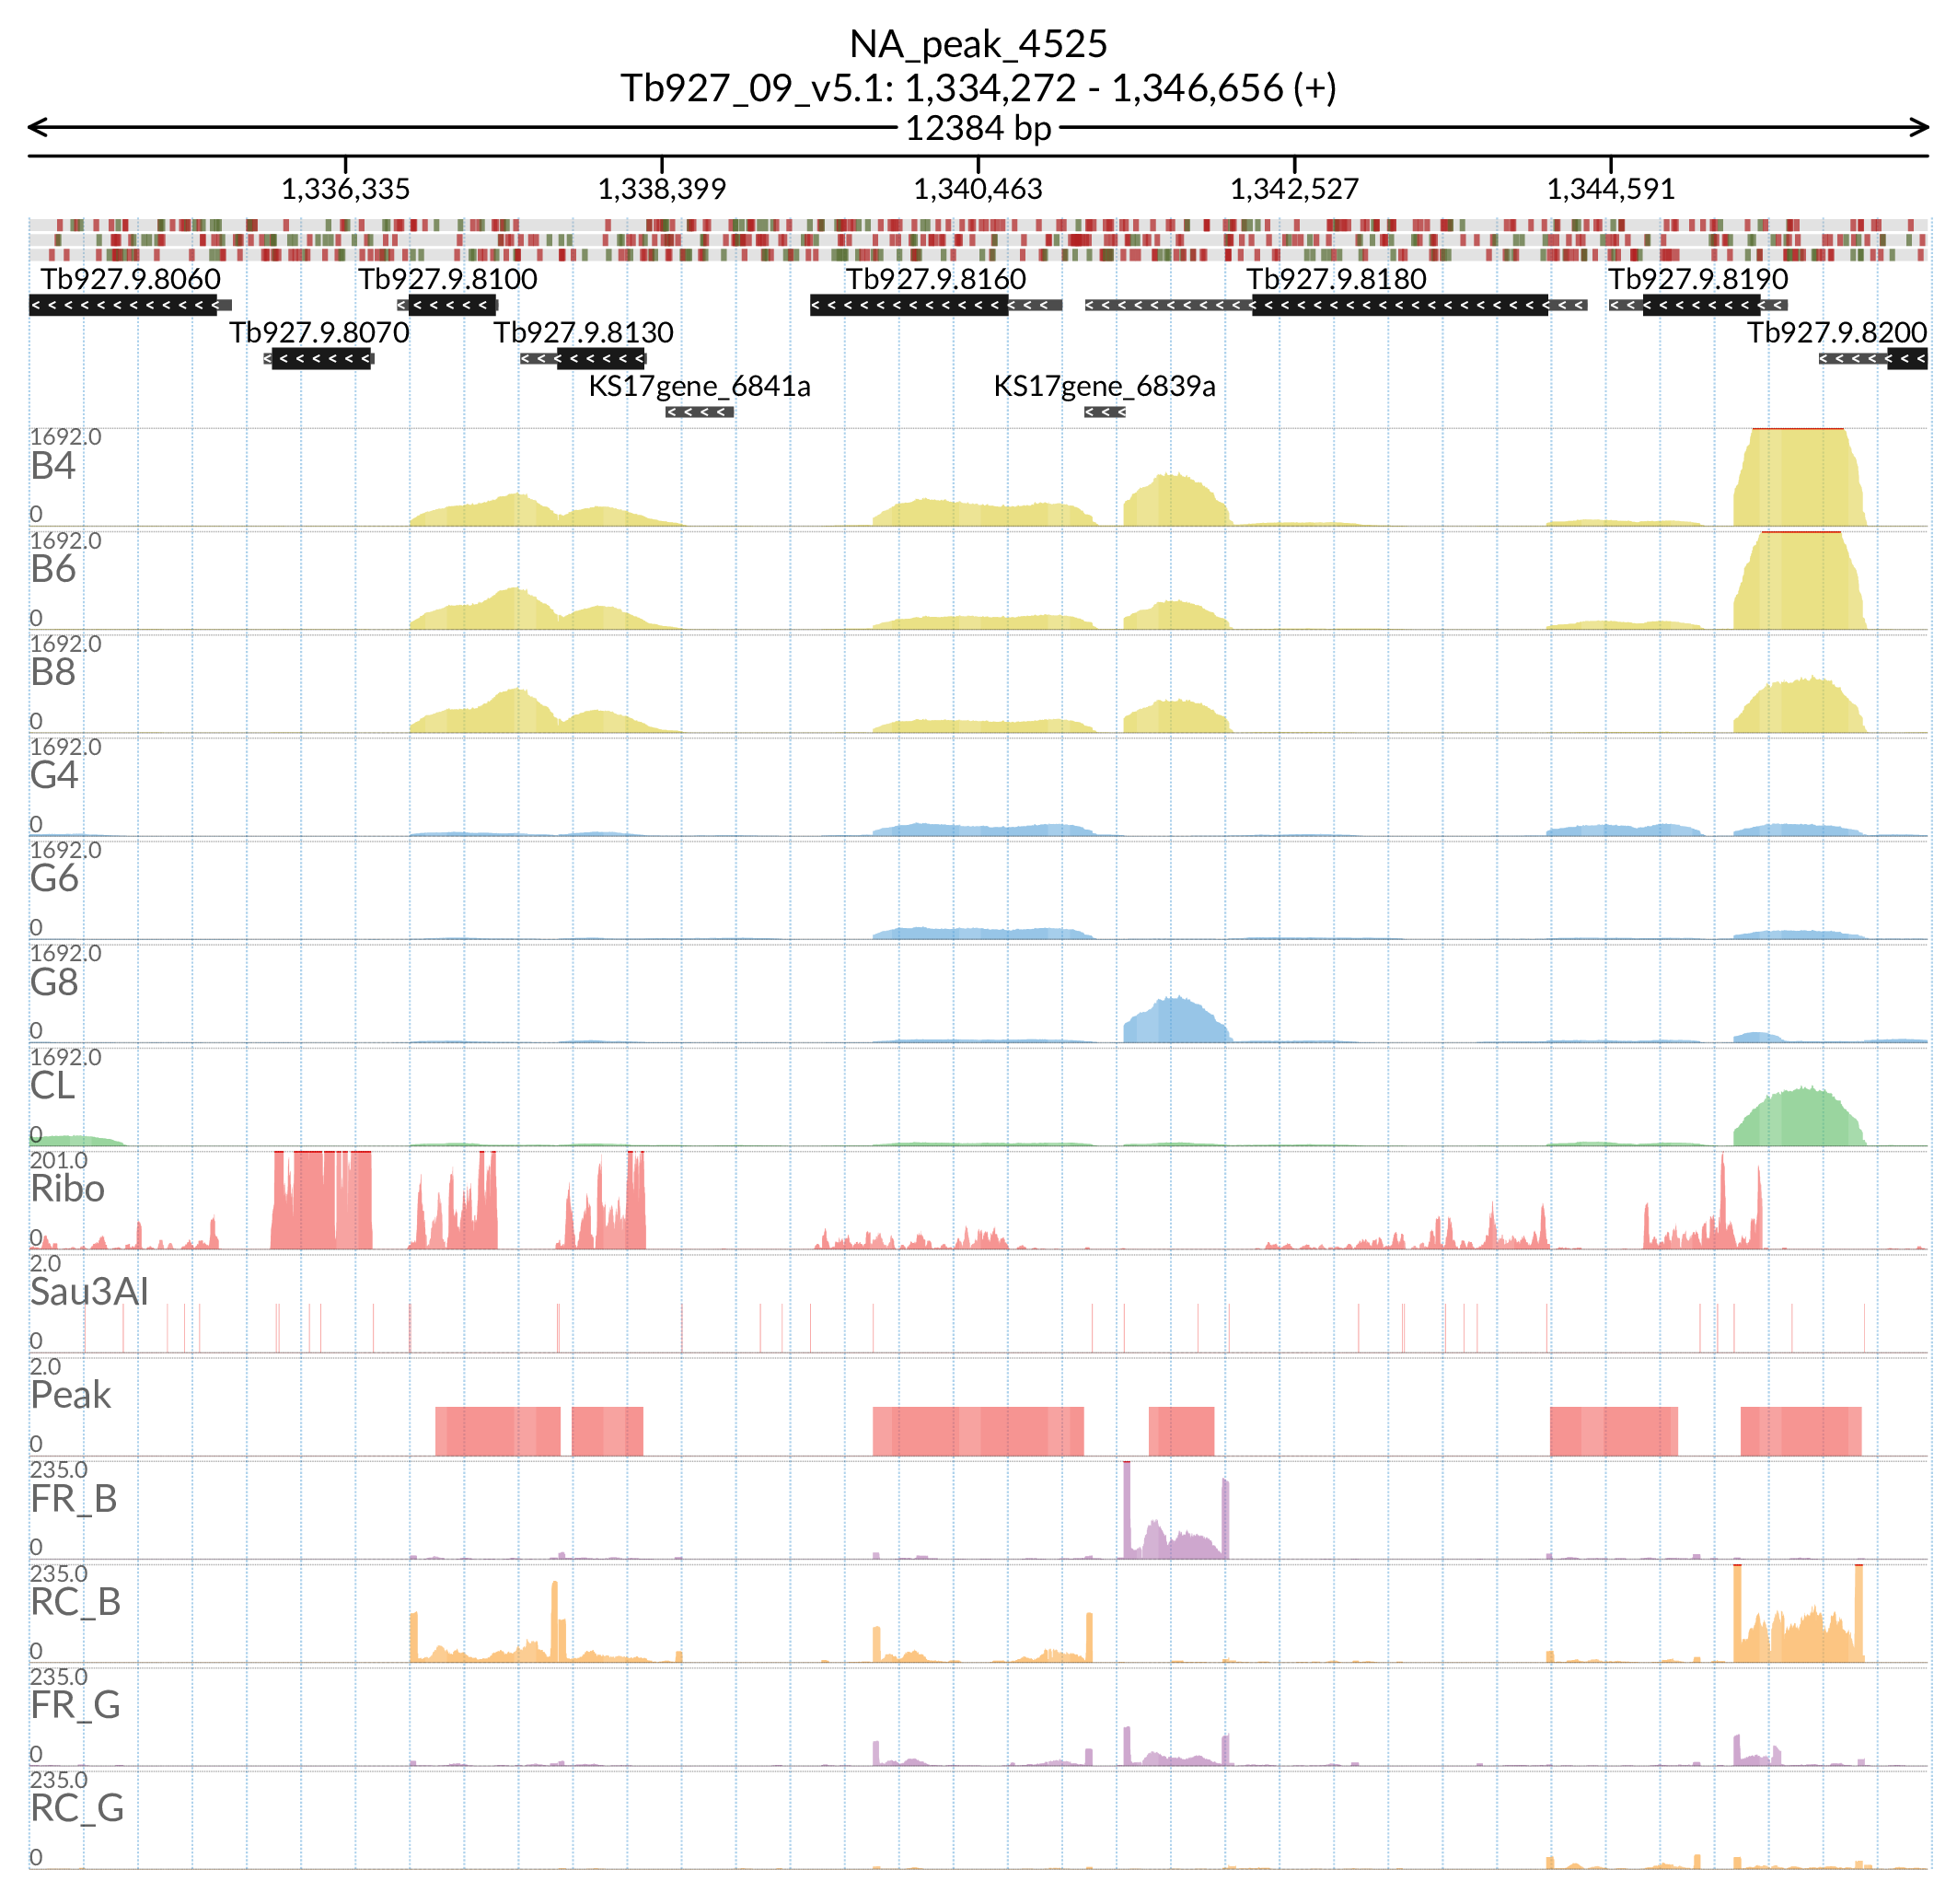 NA_peak_4525
Tb927_09_v5.1: 1,334,272 - 1,346,656 (+)
12384 bp
1,336,335 1,338,399 1,340,463 1,342,527 1,344,591
Tb927.9.8060 Tb927.9.8100 Tb927.9.8160 Tb927.9.8180 Tb927.9.8190
Tb927.9.8070 Tb927.9.8130 Tb927.9.8200
KS17gene_6841a KS17gene_6839a
1692.0
B4
0
1692.0
B6
0
1692.0
B8
0
1692.0
G4
0
1692.0
G6
0
1692.0
G8
0
1692.0
CL
0
201.0
Ribo
0
2.0
Sau3AI
0
2.0
Peak
0
235.0
FR_B
0
235.0
RC_B
0
235.0
FR_G
0
235.0
RC_G
0